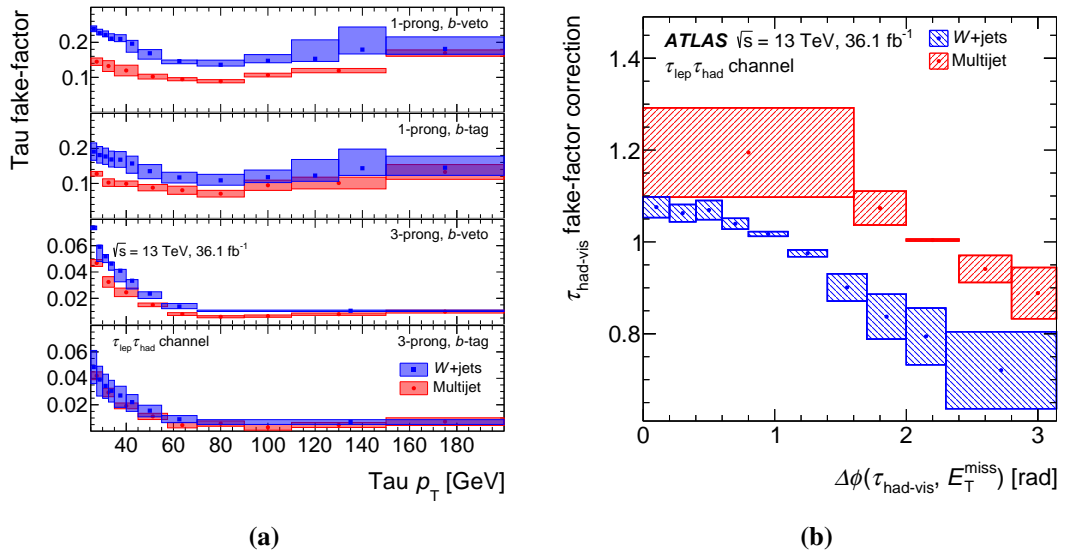 Tau fake-factor
0.2
0.1
1-prong, b-veto
0.2
0.1
1-prong, b-tag
0.06
0.04
0.02
√s = 13 TeV, 36.1 fb⁻¹
3-prong, b-veto
0.06
0.04
0.02
τlep τhad channel
3-prong, b-tag
W+jets
Multijet
40 60 80 100 120 140 160 180
Tau pT [GeV]
(a)
τhad-vis fake-factor correction
1.4
1.2
1
0.8
ATLAS √s = 13 TeV, 36.1 fb⁻¹
τlep τhad channel
W+jets
Multijet
0 1 2 3
Δϕ(τhad-vis, ETmiss) [rad]
(b)